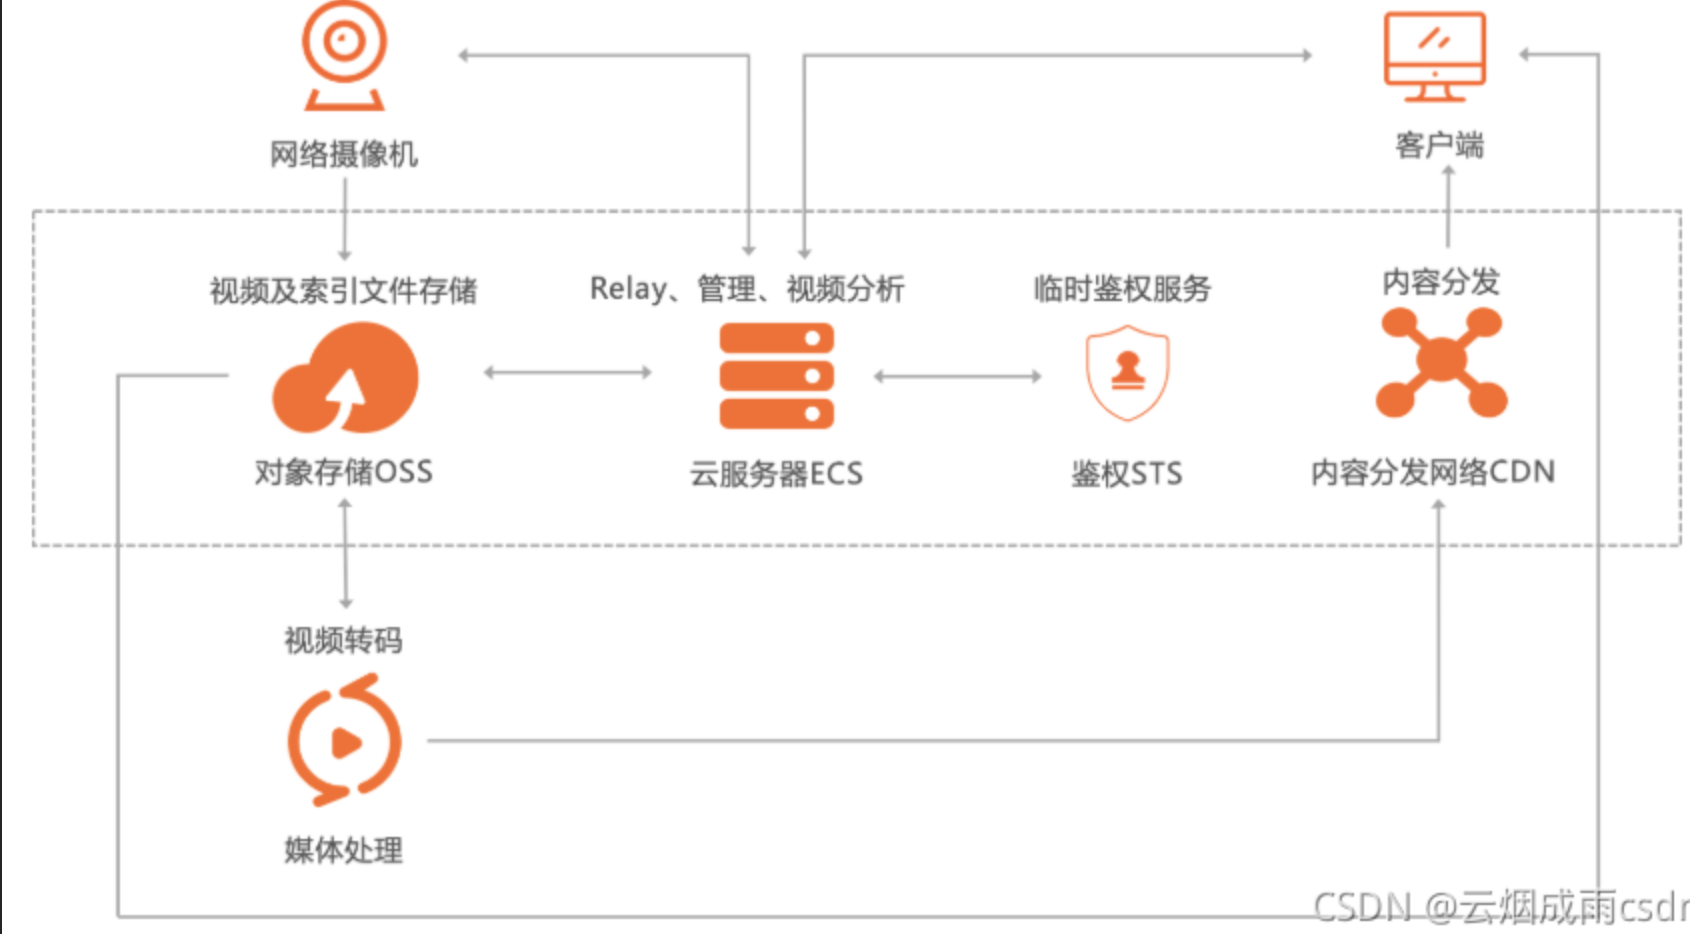 网络摄像机
客户端
视频及索引文件存储
Relay、管理、视频分析
临时鉴权服务
内容分发
对象存储OSS
云服务器ECS
鉴权STS
内容分发网络CDN
视频转码
媒体处理
CSDN @云烟成雨csdn